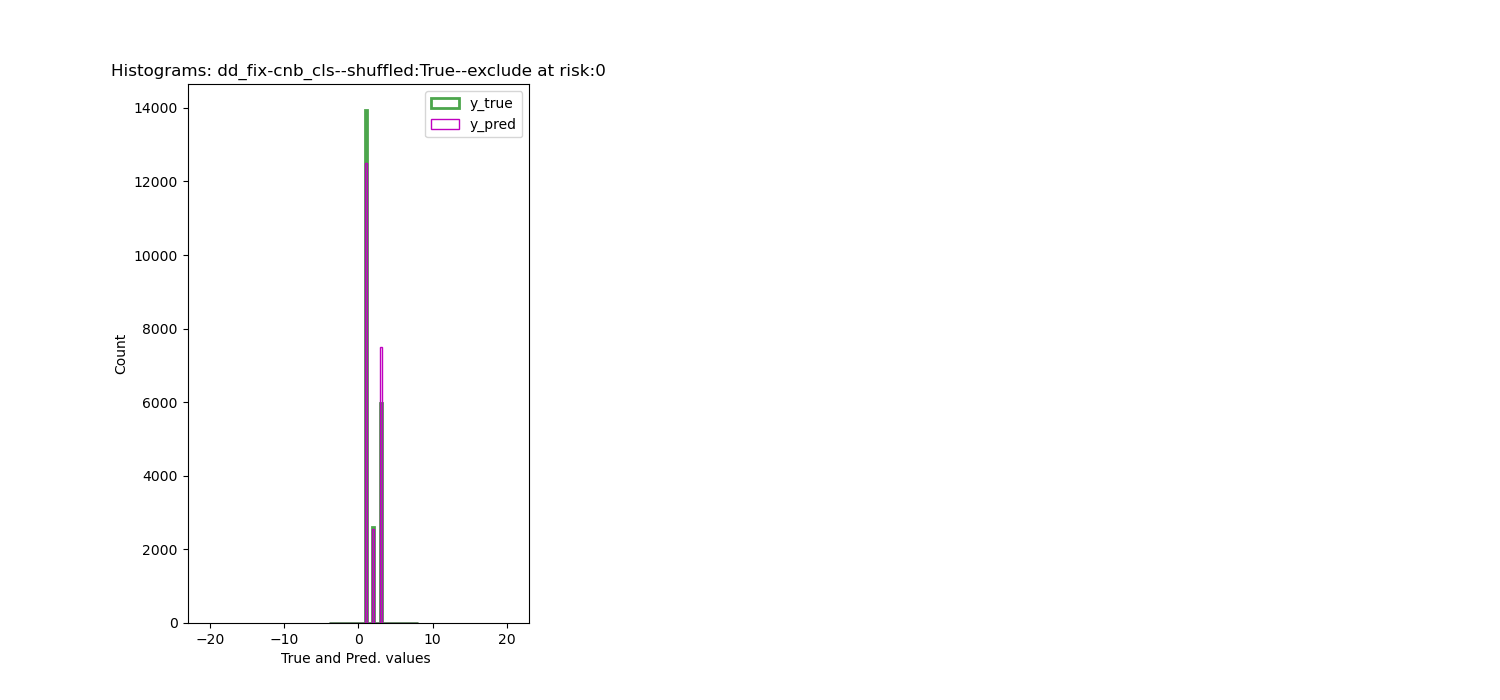 Histograms: dd_fix-cnb_cls--shuffled:True--exclude at risk:0
y_true
y_pred
14000
12000
10000
8000
6000
4000
2000
0
Count
−20 −10 0 10 20
True and Pred. values